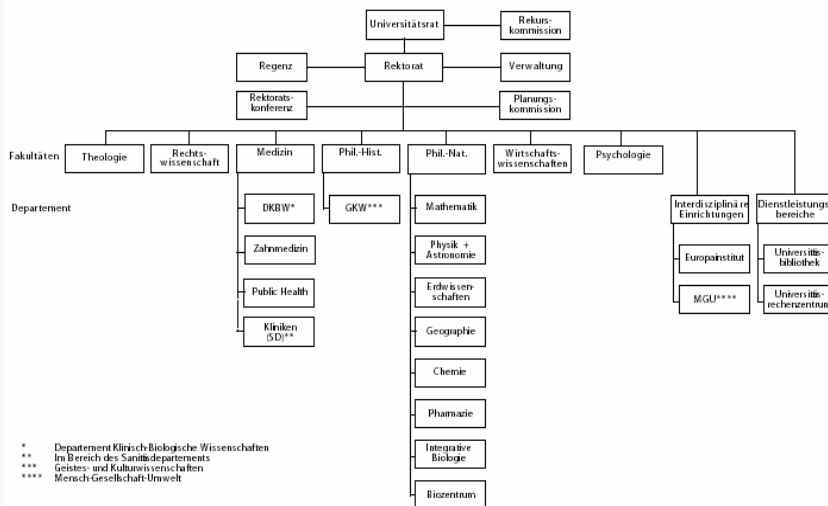 Universitätsrat
Rekurs-
kommission
Regenz
Rektorat
Verwaltung
Rektorats-
konferenz
Planungs-
kommission
Fakultäten
Theologie
Rechts-
wissenschaft
Medizin
Phil.-Hist.
Phil.-Nat.
Wirtschafts-
wissenschaften
Psychologie
Departement
DKBW*
Zahnmedizin
Public Health
Kliniken
(SD)**
GKW***
Mathematik
Physik +
Astronomie
Erdwissen-
schaften
Geographie
Chemie
Pharmazie
Integrative
Biologie
Biozentrum
Interdisziplinäre
Einrichtungen
Europainstitut
MGU****
Dienstleistungs
bereiche
Universitäts-
bibliothek
Universitäts-
rechenzentrum
* Departement Klinisch-Biologische Wissenschaften
** Im Bereich des Sanitätsdepartements
*** Geistes- und Kulturwissenschaften
**** Mensch-Gesellschaft-Umwelt